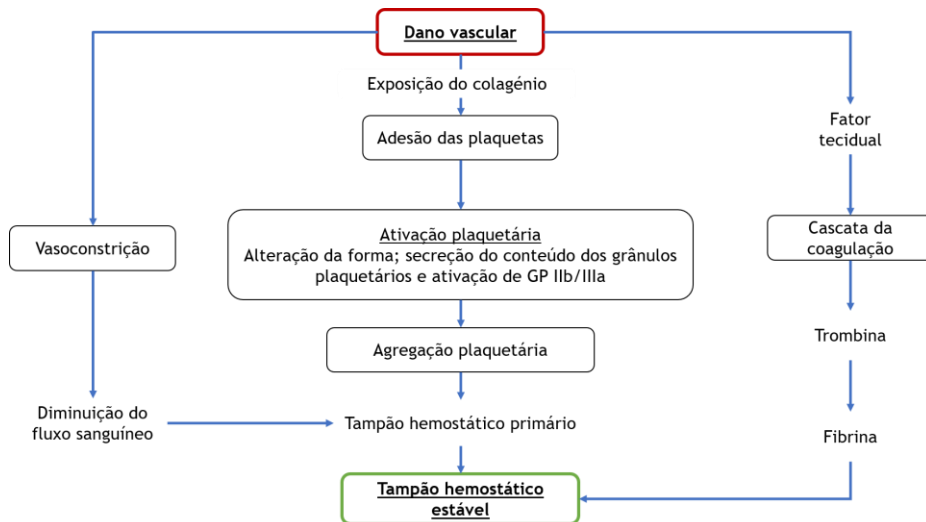 Dano vascular
Exposição do colagénio
Adesão das plaquetas
Fator
tecidual
Vasoconstrição
Ativação plaquetária
Alteração da forma; secreção do conteúdo dos grânulos
plaquetários e ativação de GP IIb/IIIa
Cascata da
coagulação
Agregação plaquetária
Trombina
Diminuição do
fluxo sanguíneo
Tampão hemostático primário
Fibrina
Tampão hemostático
estável